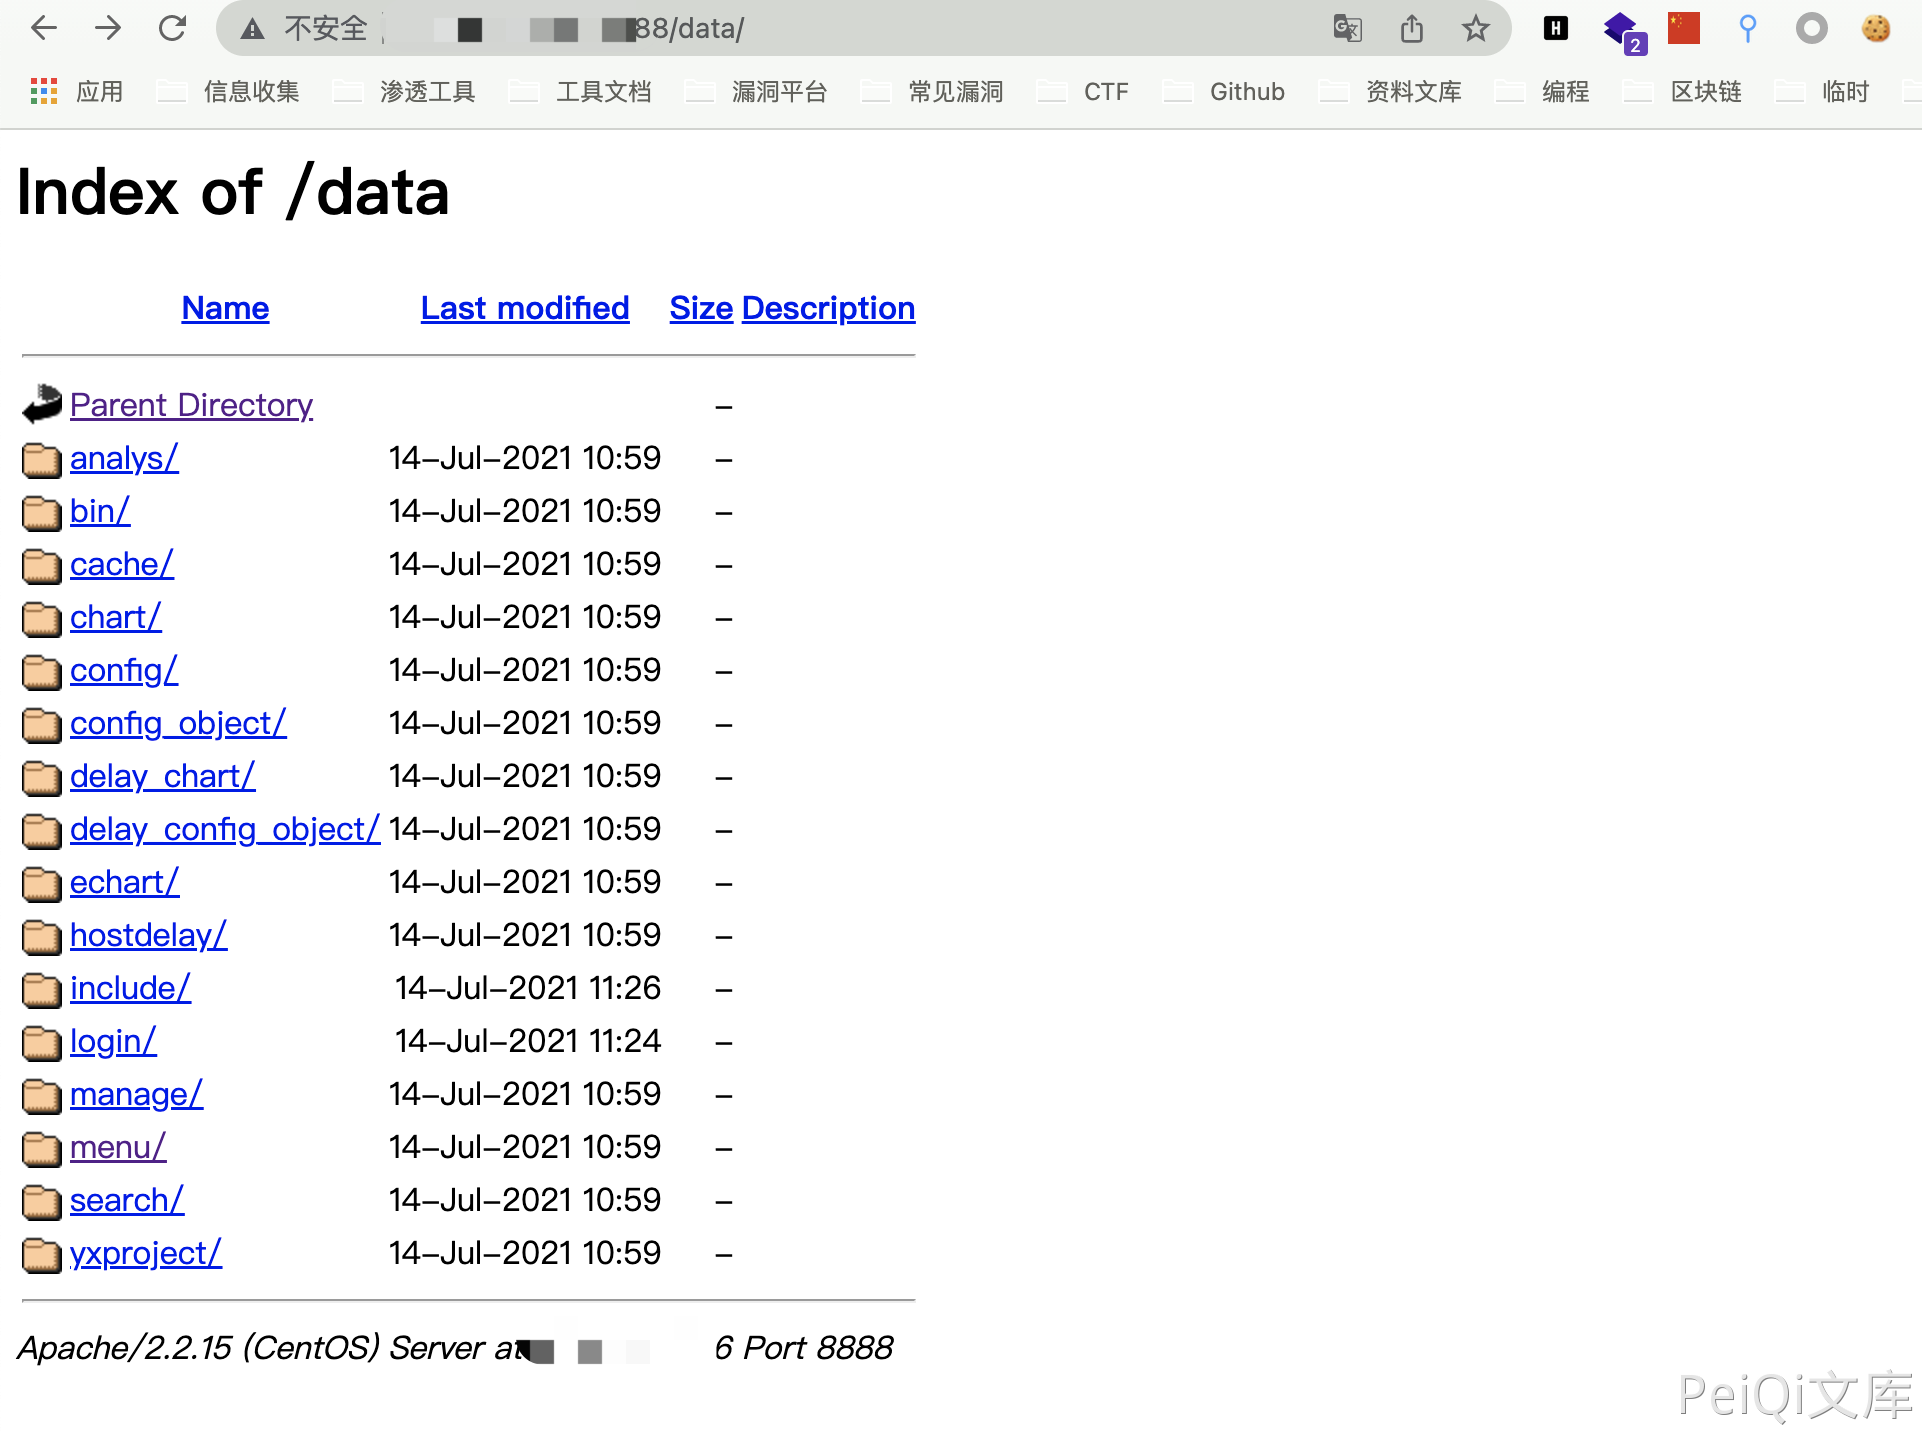 不安全 88/data/
2
应用 信息收集 渗透工具 工具文档 漏洞平台 常见漏洞 CTF Github 资料文库 编程 区块链 临时
Index of /data
Name Last modified Size Description
Parent Directory –
analys/ 14-Jul-2021 10:59 –
bin/ 14-Jul-2021 10:59 –
cache/ 14-Jul-2021 10:59 –
chart/ 14-Jul-2021 10:59 –
config/ 14-Jul-2021 10:59 –
config_object/ 14-Jul-2021 10:59 –
delay_chart/ 14-Jul-2021 10:59 –
delay_config_object/ 14-Jul-2021 10:59 –
echart/ 14-Jul-2021 10:59 –
hostdelay/ 14-Jul-2021 10:59 –
include/ 14-Jul-2021 11:26 –
login/ 14-Jul-2021 11:24 –
manage/ 14-Jul-2021 10:59 –
menu/ 14-Jul-2021 10:59 –
search/ 14-Jul-2021 10:59 –
yxproject/ 14-Jul-2021 10:59 –
Apache/2.2.15 (CentOS) Server at 6 Port 8888
PeiQi文库